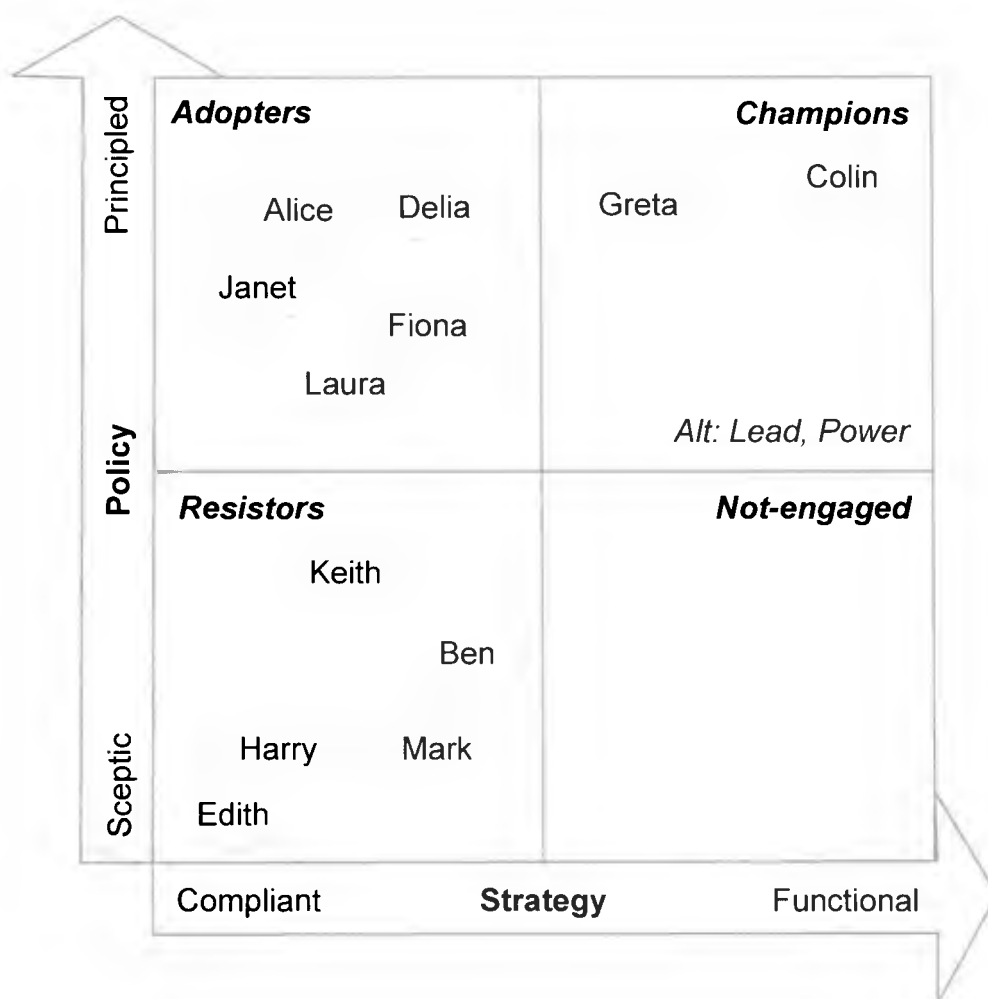 Principled
Policy
Sceptic
Adopters
Alice Delia
Janet
Fiona
Laura
Champions
Colin
Greta
Alt: Lead, Power
Resistors
Keith
Ben
Harry Mark
Edith
Not-engaged
Compliant Strategy Functional